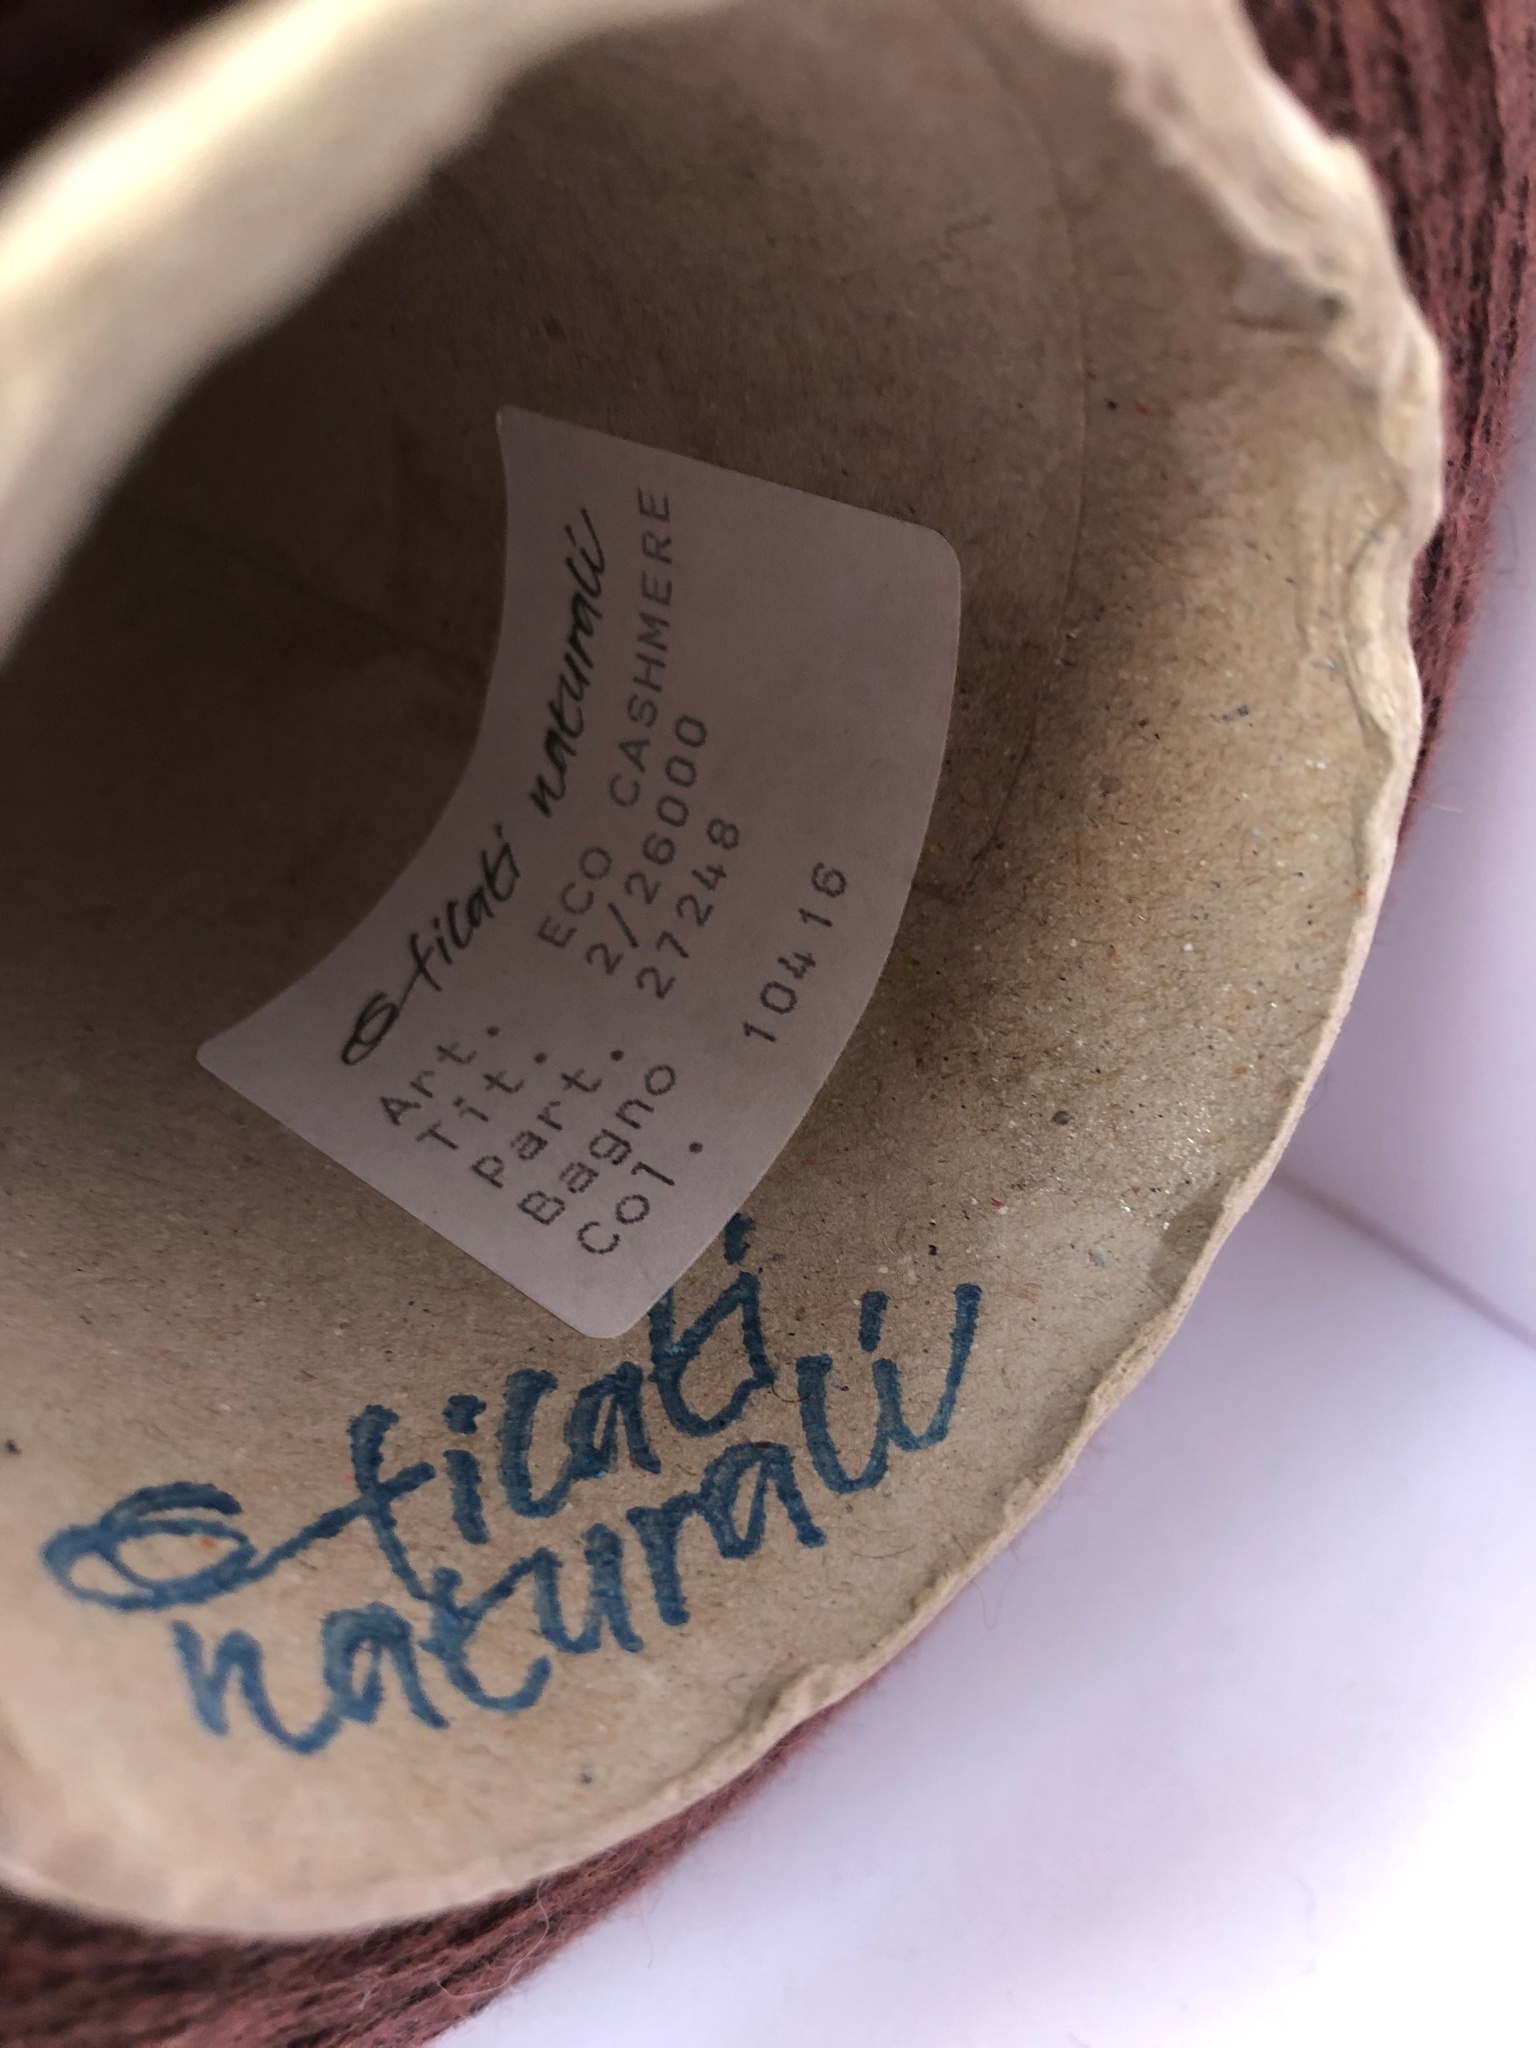 filati naturali
Art. ECO CASHMERE
Tit. 2/26000
Part. 27248
Bagno
Col. 10416
filati
naturali